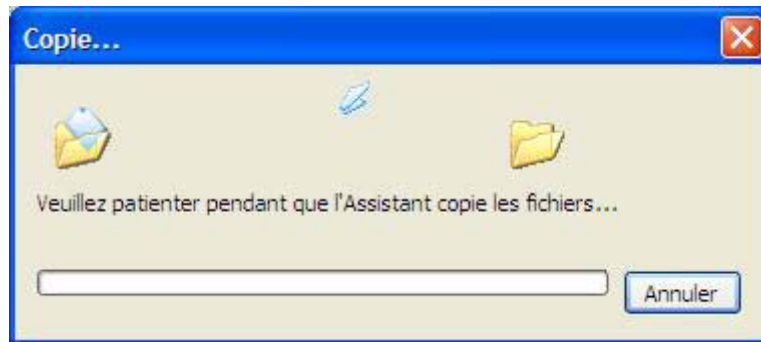 Copie...
Veuillez patienter pendant que l'Assistant copie les fichiers...
Annuler